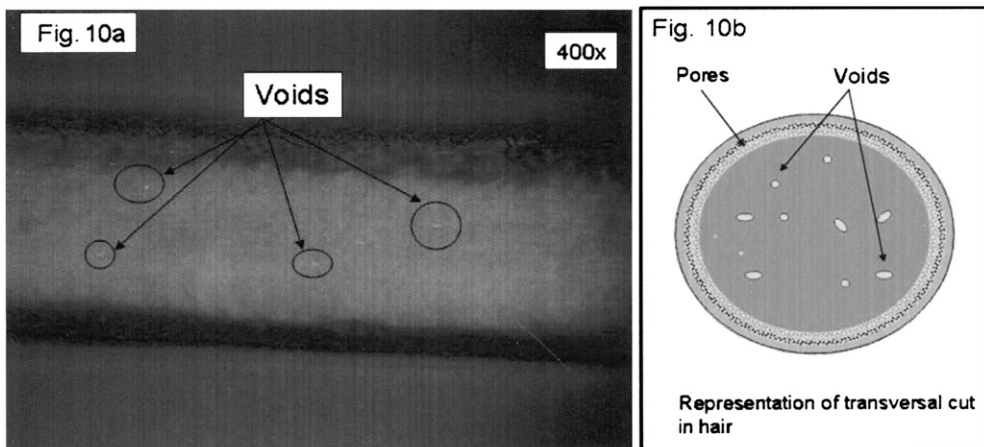 Fig. 10a
400x
Voids
Fig. 10b
Pores
Voids
Representation of transversal cut
in hair